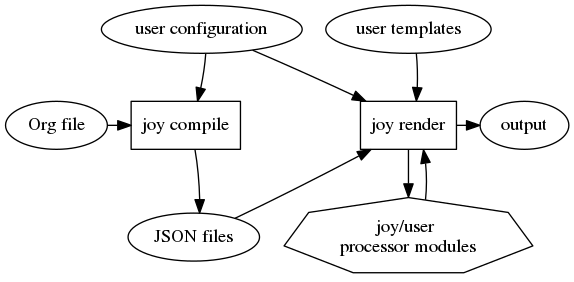 user configuration
user templates
Org file
joy compile
joy render
output
JSON files
joy/user
processor modules